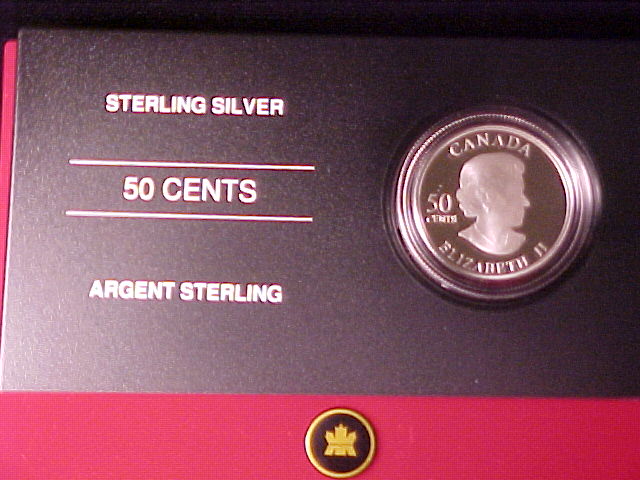 STERLING SILVER
50 CENTS
ARGENT STERLING
CANADA
50
CENTS
ELIZABETH II